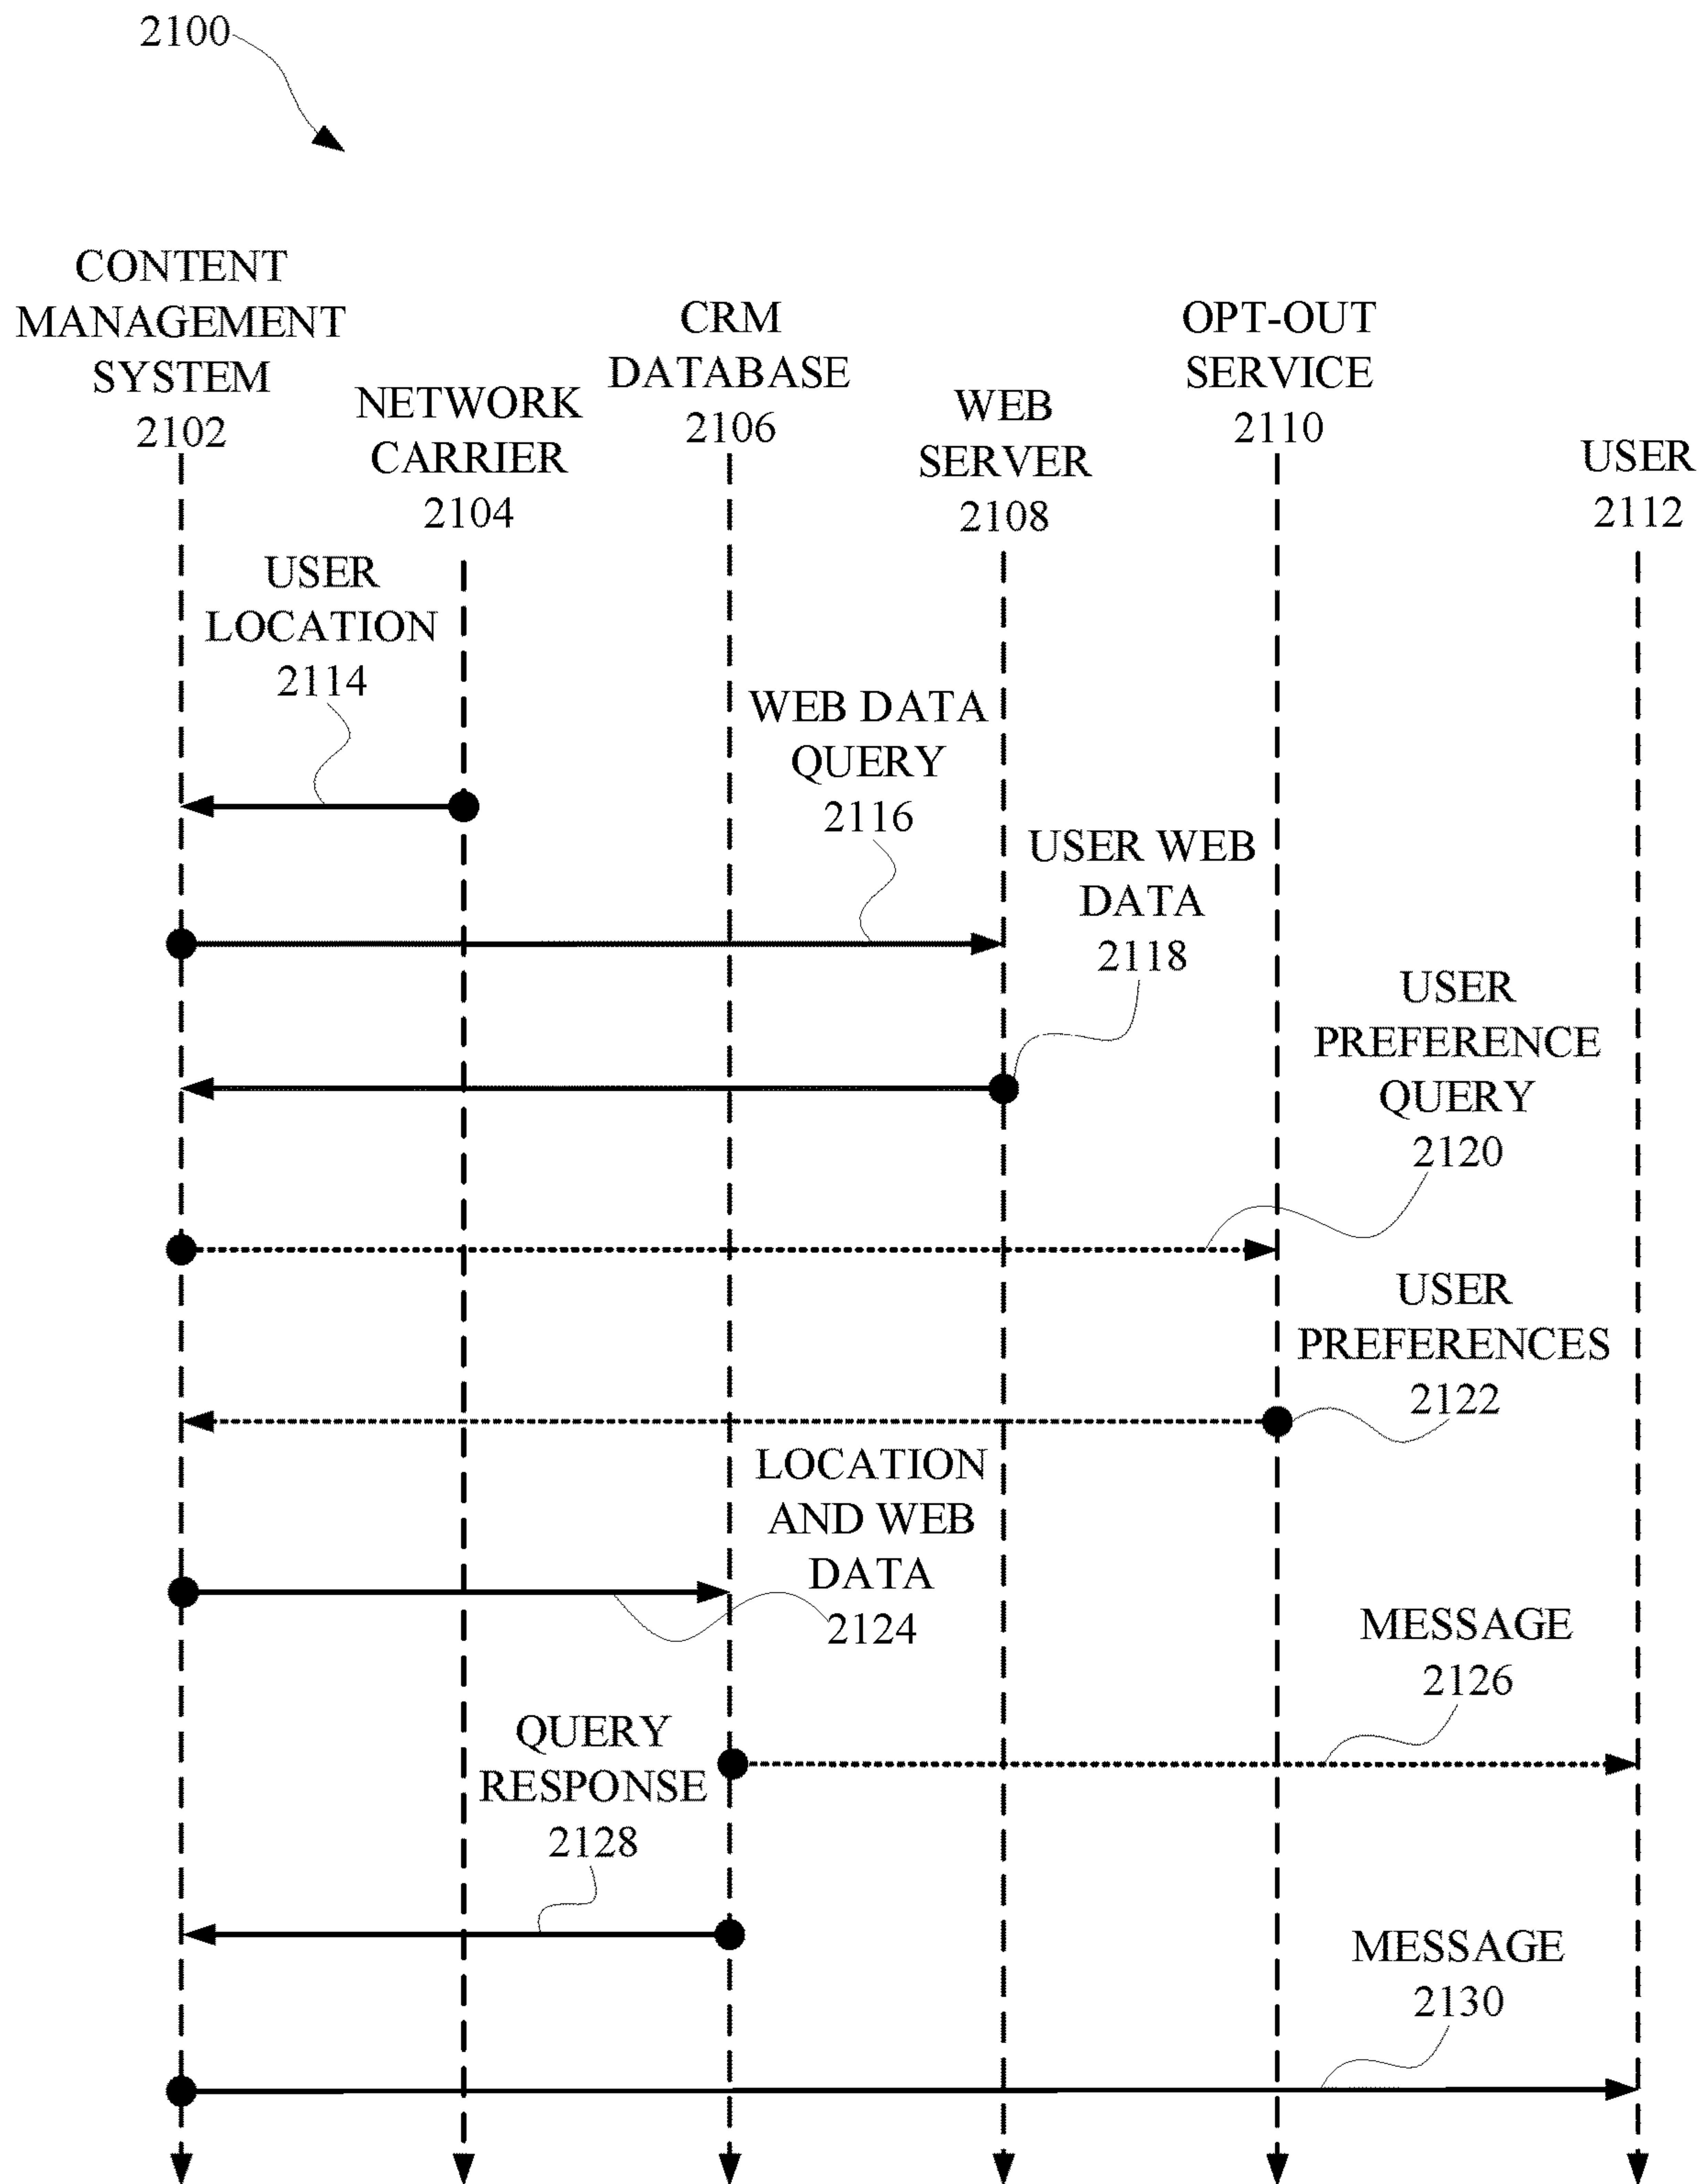 2100
CONTENT
MANAGEMENT
SYSTEM
2102
NETWORK
CARRIER
2104
CRM
DATABASE
2106
WEB
SERVER
2108
OPT-OUT
SERVICE
2110
USER
2112
USER
LOCATION
2114
WEB DATA
QUERY
2116
USER WEB
DATA
2118
USER
PREFERENCE
QUERY
2120
USER
PREFERENCES
2122
LOCATION
AND WEB
DATA
2124
MESSAGE
2126
QUERY
RESPONSE
2128
MESSAGE
2130